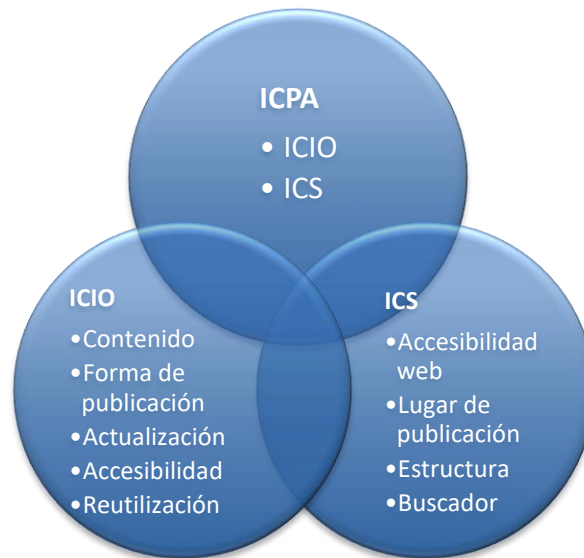 ICPA
• ICIO
• ICS
ICIO
•Contenido
•Forma de
publicación
•Actualización
•Accesibilidad
•Reutilización
ICS
•Accesibilidad
web
•Lugar de
publicación
•Estructura
•Buscador